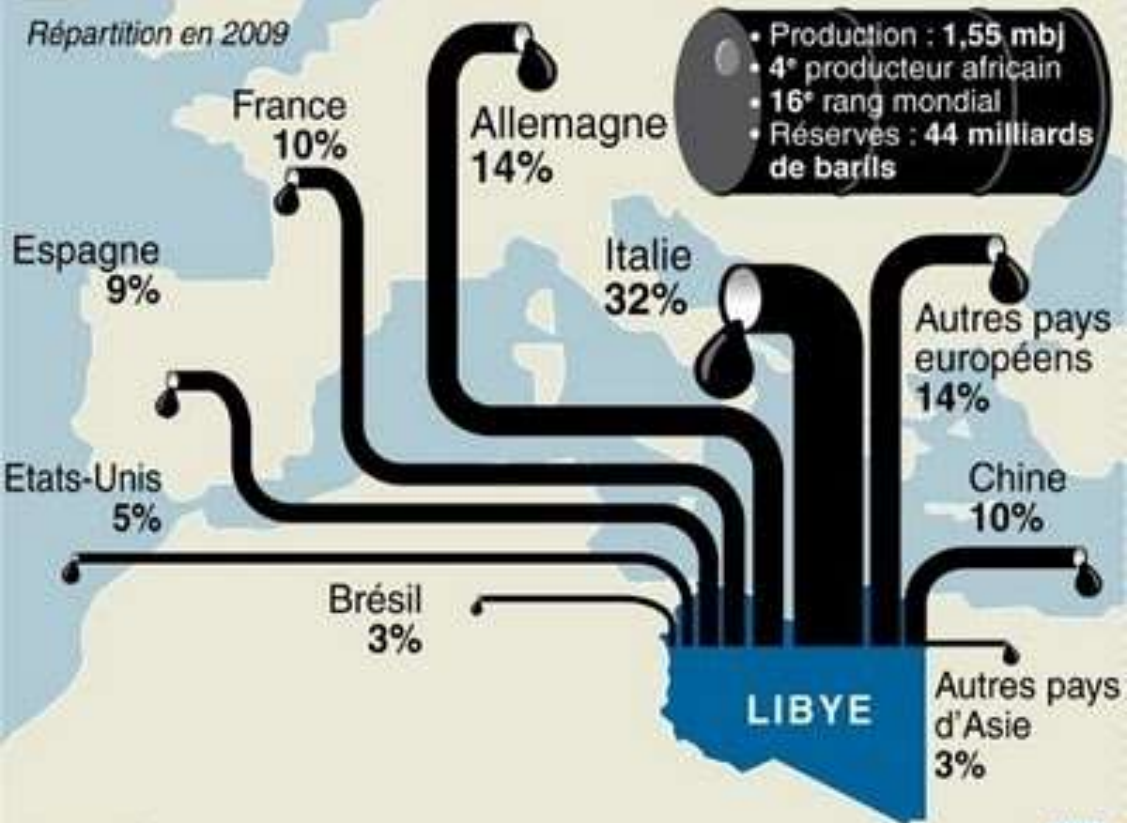 Répartition en 2009
• Production : 1,55 mbj
• 4e producteur africain
• 16e rang mondial
• Réserves : 44 milliards
de barils
France
10%
Allemagne
14%
Espagne
9%
Italie
32%
Autres pays
européens
14%
Etats-Unis
5%
Chine
10%
Brésil
3%
LIBYE
Autres pays
d'Asie
3%